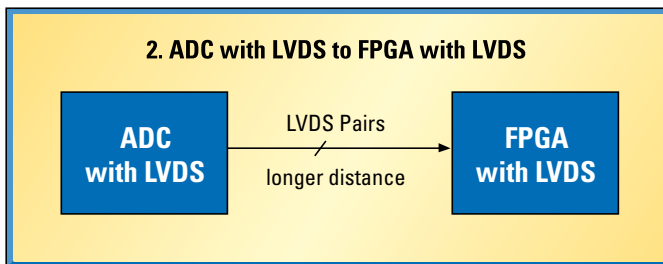 2. ADC with LVDS to FPGA with LVDS
ADC
with LVDS
LVDS Pairs
longer distance
FPGA
with LVDS